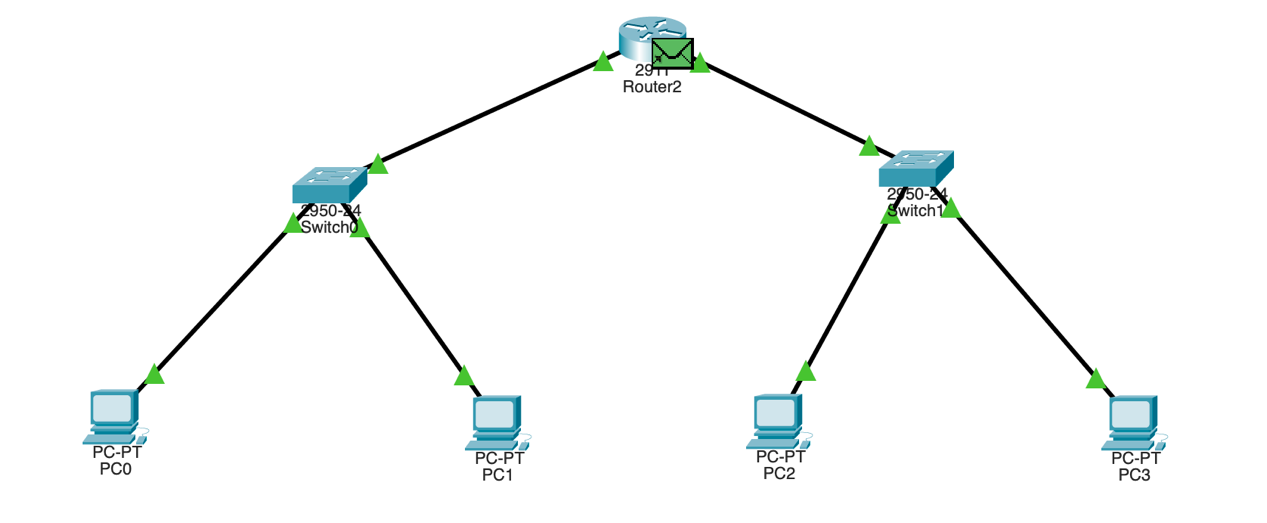 2911
Router2
2950-24
Switch0
2950-24
Switch1
PC-PT
PC0
PC-PT
PC1
PC-PT
PC2
PC-PT
PC3